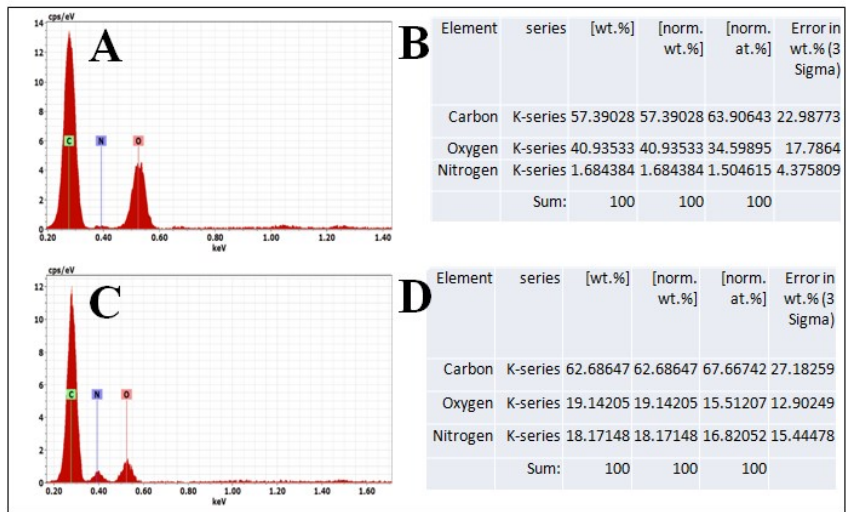 cps/eV
14
12
10
8
6
4
2
0
A
C N O
0.20 0.40 0.60 0.80 1.00 1.20 1.40
keV
B
Element series [wt.%] [norm. wt.%] [norm. at.%] Error in wt.% (3 Sigma)
Carbon K-series 57.39028 57.39028 63.90643 22.98773
Oxygen K-series 40.93533 40.93533 34.59895 17.7864
Nitrogen K-series 1.684384 1.684384 1.504615 4.375809
Sum: 100 100 100
cps/eV
12
10
8
6
4
2
0
C
C N O
0.20 0.40 0.60 0.80 1.00 1.20 1.40 1.60
keV
D
Element series [wt.%] [norm. wt.%] [norm. at.%] Error in wt.% (3 Sigma)
Carbon K-series 62.68647 62.68647 67.66742 27.18259
Oxygen K-series 19.14205 19.14205 15.51207 12.90249
Nitrogen K-series 18.17148 18.17148 16.82052 15.44478
Sum: 100 100 100